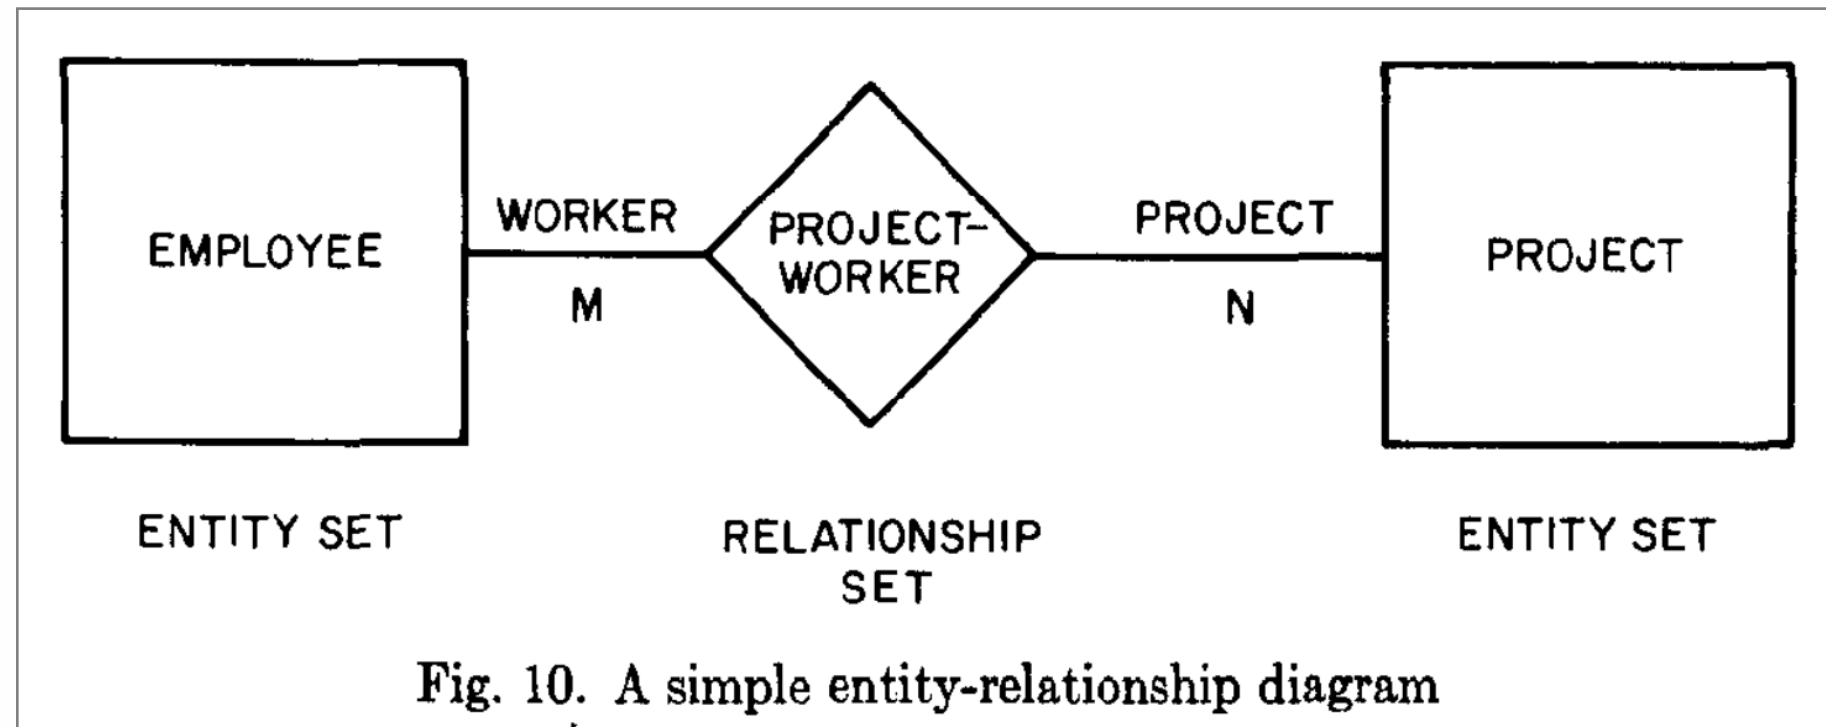 EMPLOYEE
WORKER
M
PROJECT-
WORKER
PROJECT
N
PROJECT
ENTITY SET
RELATIONSHIP
SET
ENTITY SET
Fig. 10. A simple entity-relationship diagram